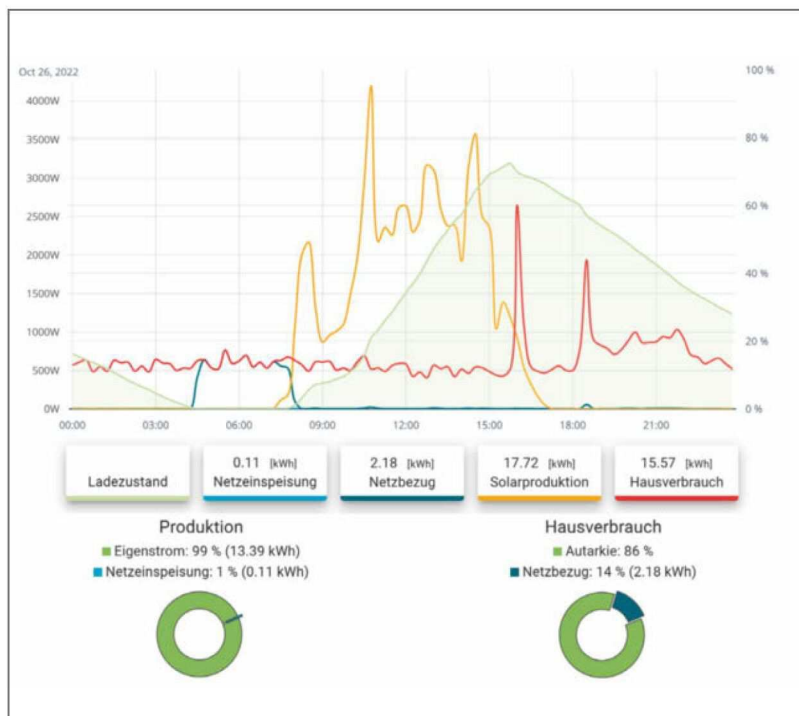 Oct 26, 2022
100 %
4000W
3500W
80 %
3000W
60 %
2500W
2000W
40 %
1500W
1000W
20 %
500W
0W
0 %
00:00 03:00 06:00 09:00 12:00 15:00 18:00 21:00
Ladezustand
0.11 [kWh]
Netzeinspeisung
2.18 [kWh]
Netzbezug
17.72 [kWh]
Solarproduktion
15.57 [kWh]
Hausverbrauch
Produktion
Eigenstrom: 99 % (13.39 kWh)
Netzeinspeisung: 1 % (0.11 kWh)
Hausverbrauch
Autarkie: 86 %
Netzbezug: 14 % (2.18 kWh)